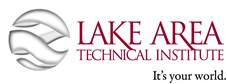 LAKE AREA
TECHNICAL INSTITUTE
It's your world.